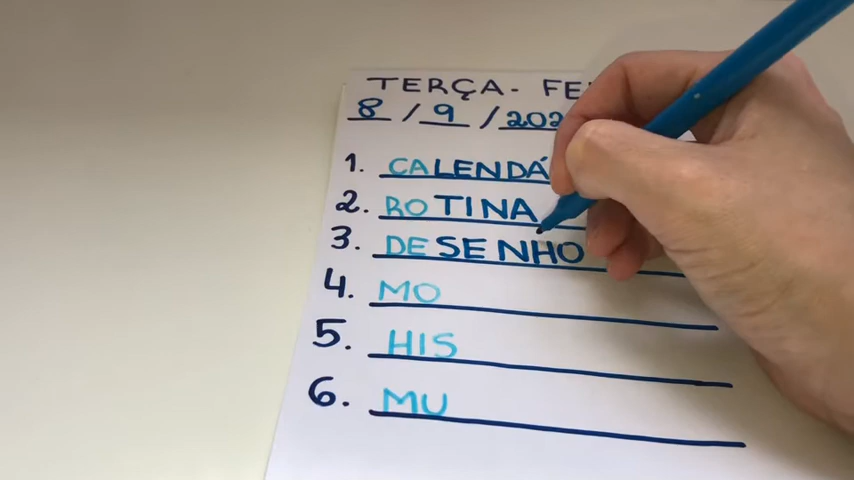 TERÇA- FE
8/9/202
1. CALENDÁ
2. ROTINA
3. DESENHO
4. MO
5. HIS
6. MU